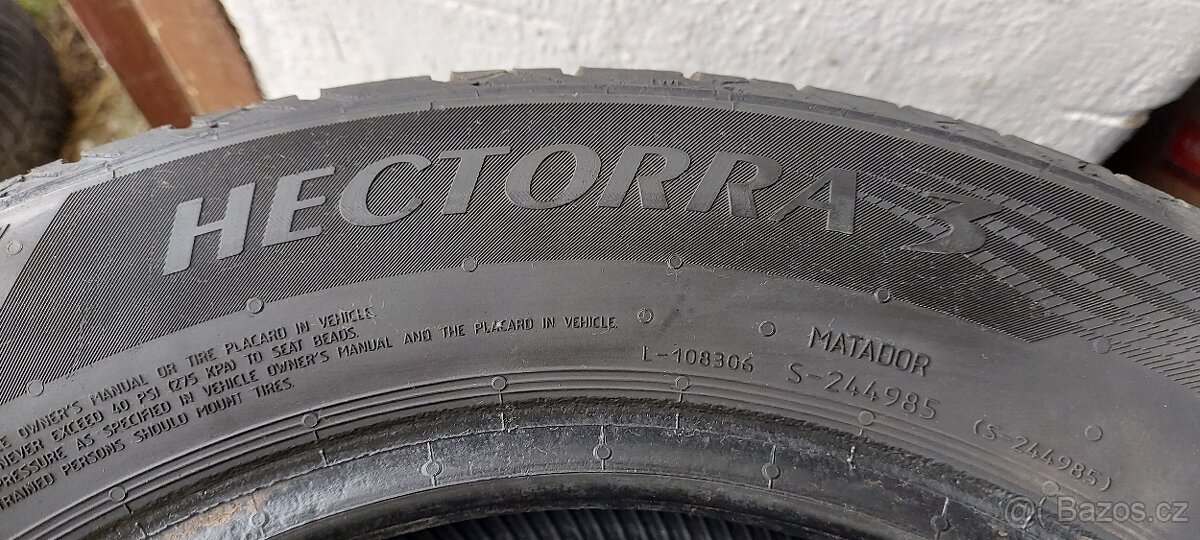 HECTORRA 3
MANUAL OR TIRE PLACARD IN VEHICLE.
NEVER EXCEED 40 PSI (275 KPA) TO SEAT BEADS.
PRESSURE AS SPECIFIED IN VEHICLE OWNER'S MANUAL AND THE PLACARD IN VEHICLE.
PERSONS SHOULD MOUNT TIRES.
OWNER'S
L-108306
MATADOR
S-244985
(S-244985)
@ Bazos.cz